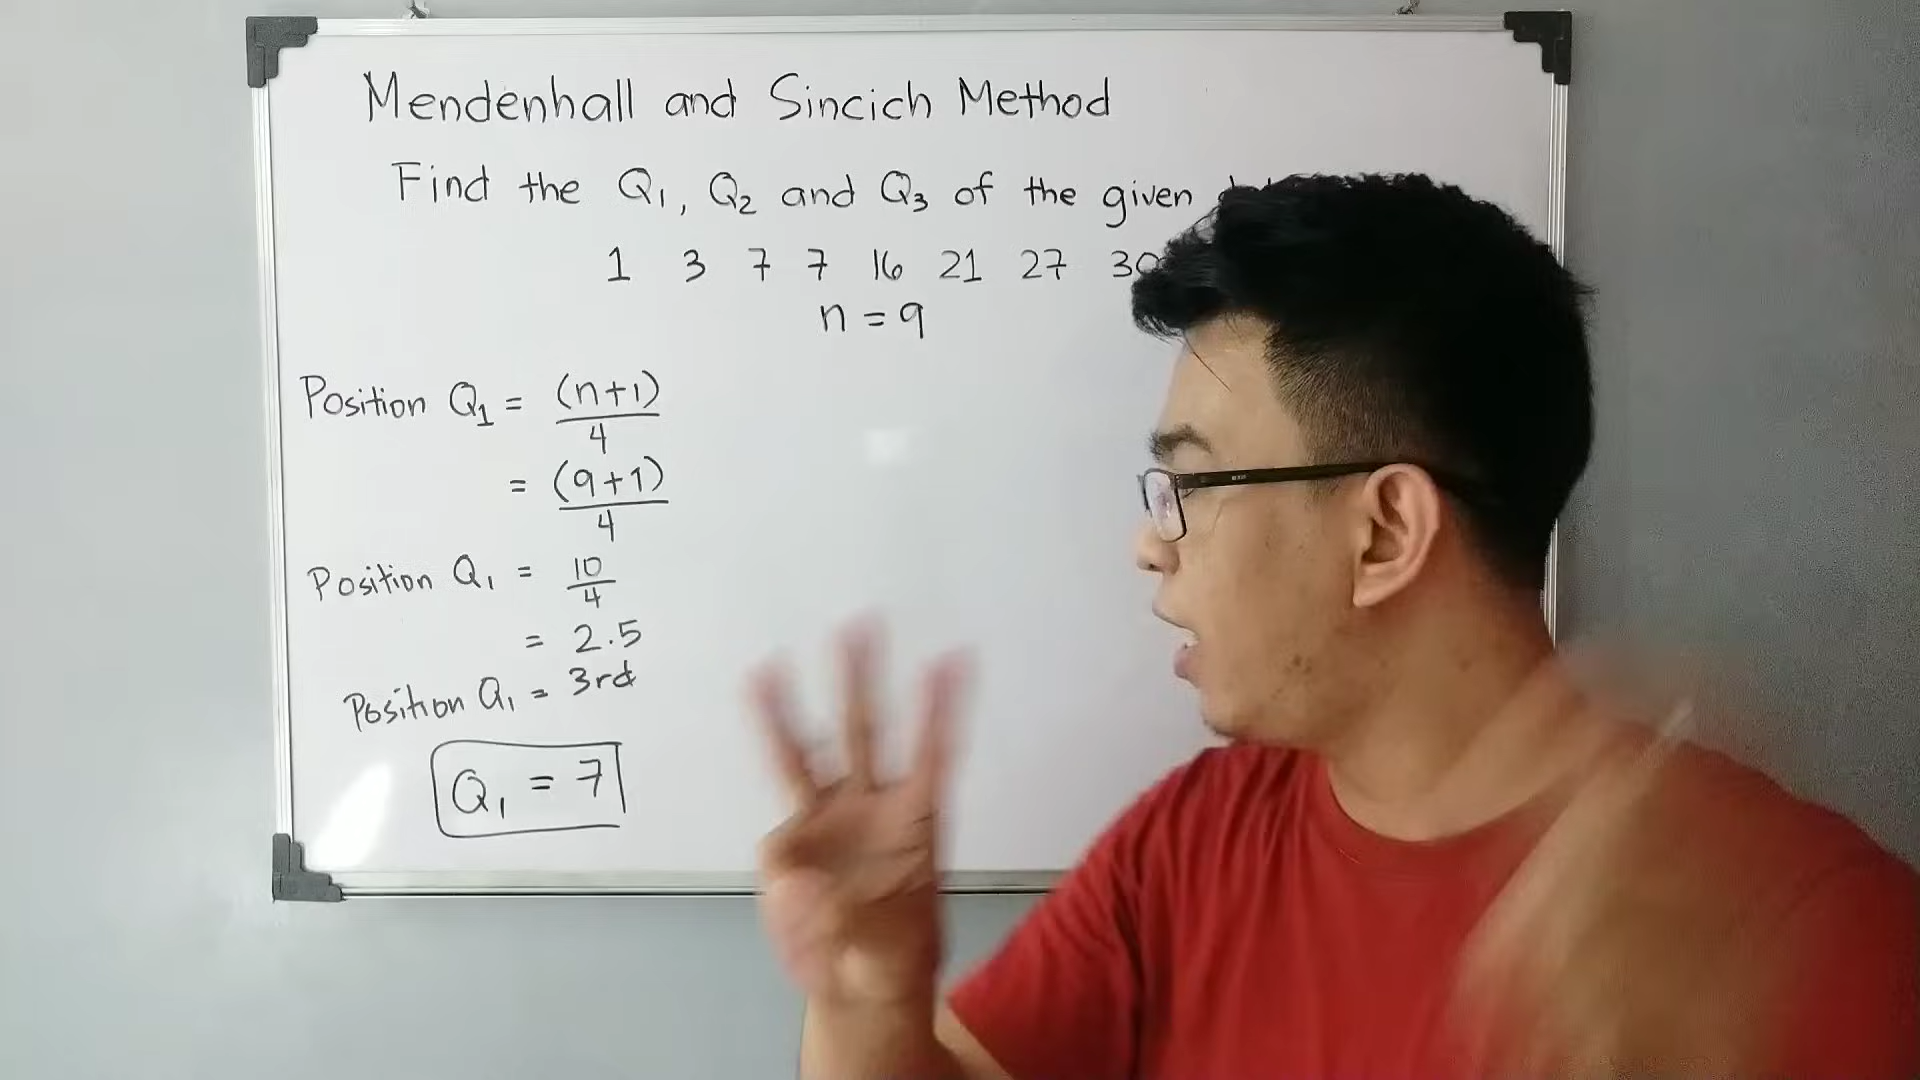 Mendenhall and Sincich Method
Find the Q1, Q2 and Q3 of the given
1 3 7 7 16 21 27 30
n = 9
Position Q1 = (n+1)/4
= (9+1)/4
Position Q1 = 10/4
= 2.5
Position Q1 = 3rd
Q1 = 7